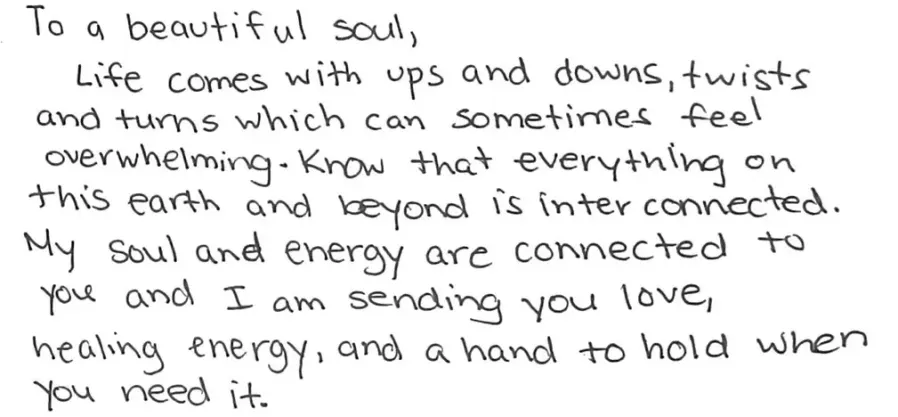 To a beautiful soul,
Life comes with ups and downs, twists
and turns which can sometimes feel
overwhelming. Know that everything on
this earth and beyond is inter connected.
My soul and energy are connected to
you and I am sending you love,
healing energy, and a hand to hold when
you need it.